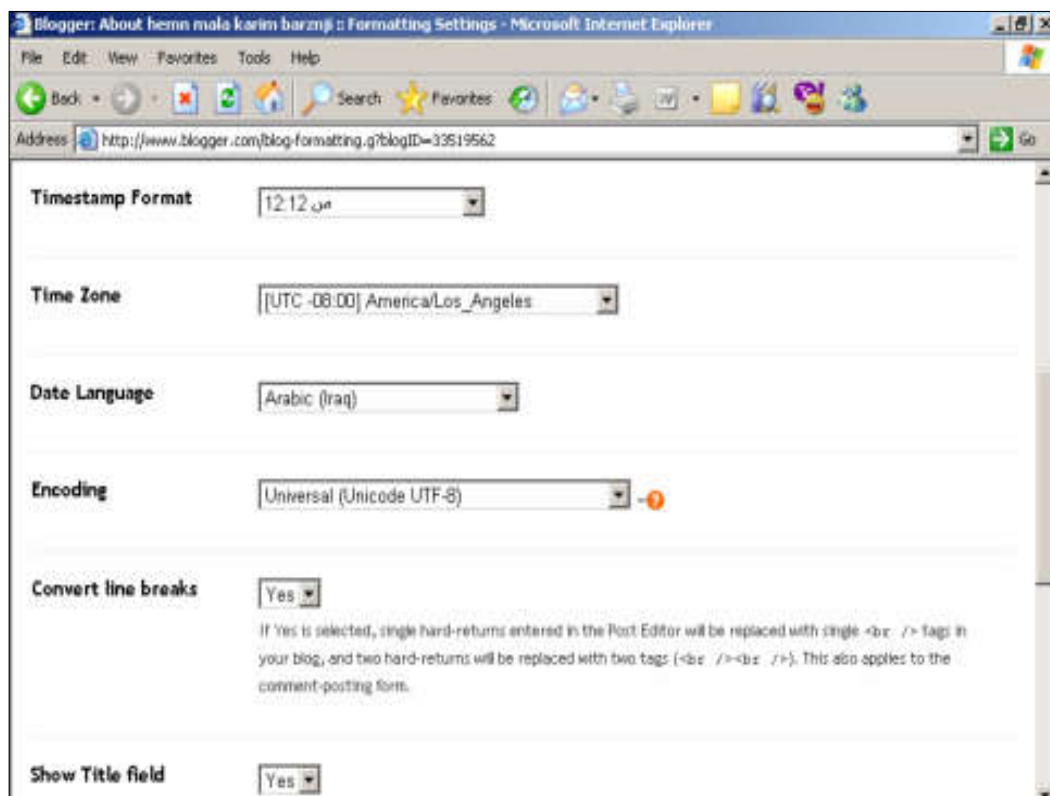 Blogger: About hemn mala karim barznji :: Formatting Settings - Microsoft Internet Explorer
File Edit View Favorites Tools Help
Back Search Favorites
Address http://www.blogger.com/blog-formatting.g?blogID=33519562 Go
Timestamp Format 12:12 ص
Time Zone [UTC -08:00] America/Los_Angeles
Date Language Arabic (Iraq)
Encoding Universal (Unicode UTF-8)
Convert line breaks Yes
If Yes is selected, single hard-returns entered in the Post Editor will be replaced with single <br /> tags in
your blog, and two hard-returns will be replaced with two tags (<br /><br />). This also applies to the
comment-posting form.
Show Title field Yes